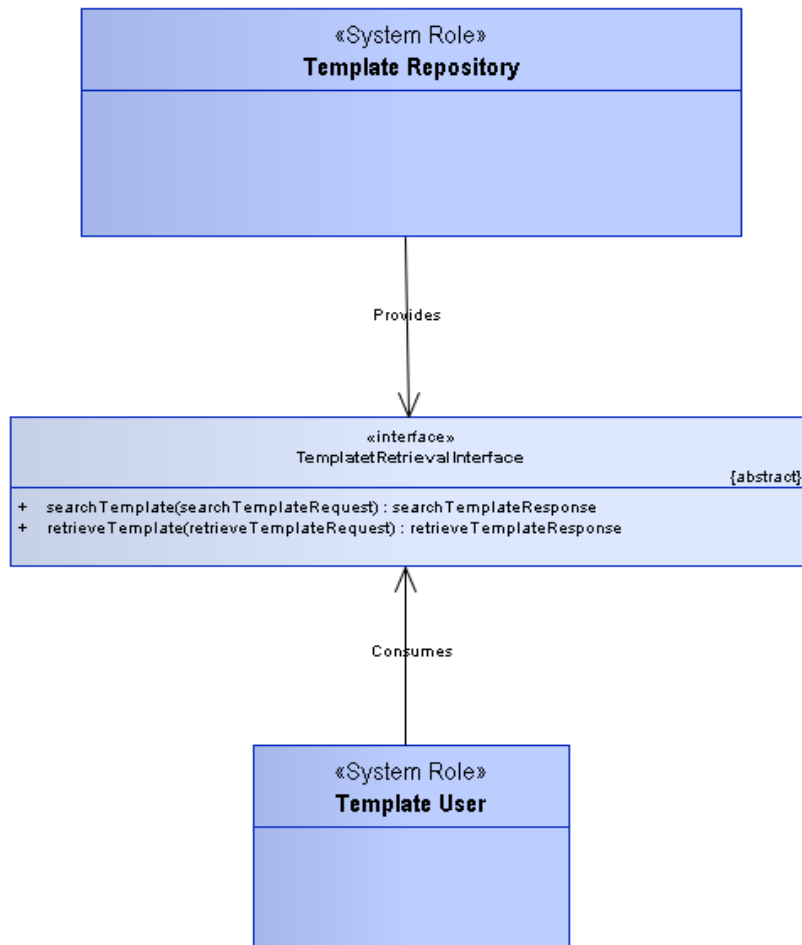 «System Role»
Template Repository
Provides
«interface»
TemplatetRetrievalInterface
{abstract}
+ searchTemplate(searchTemplateRequest) : searchTemplateResponse
+ retrieveTemplate(retrieveTemplateRequest) : retrieveTemplateResponse
Consumes
«System Role»
Template User